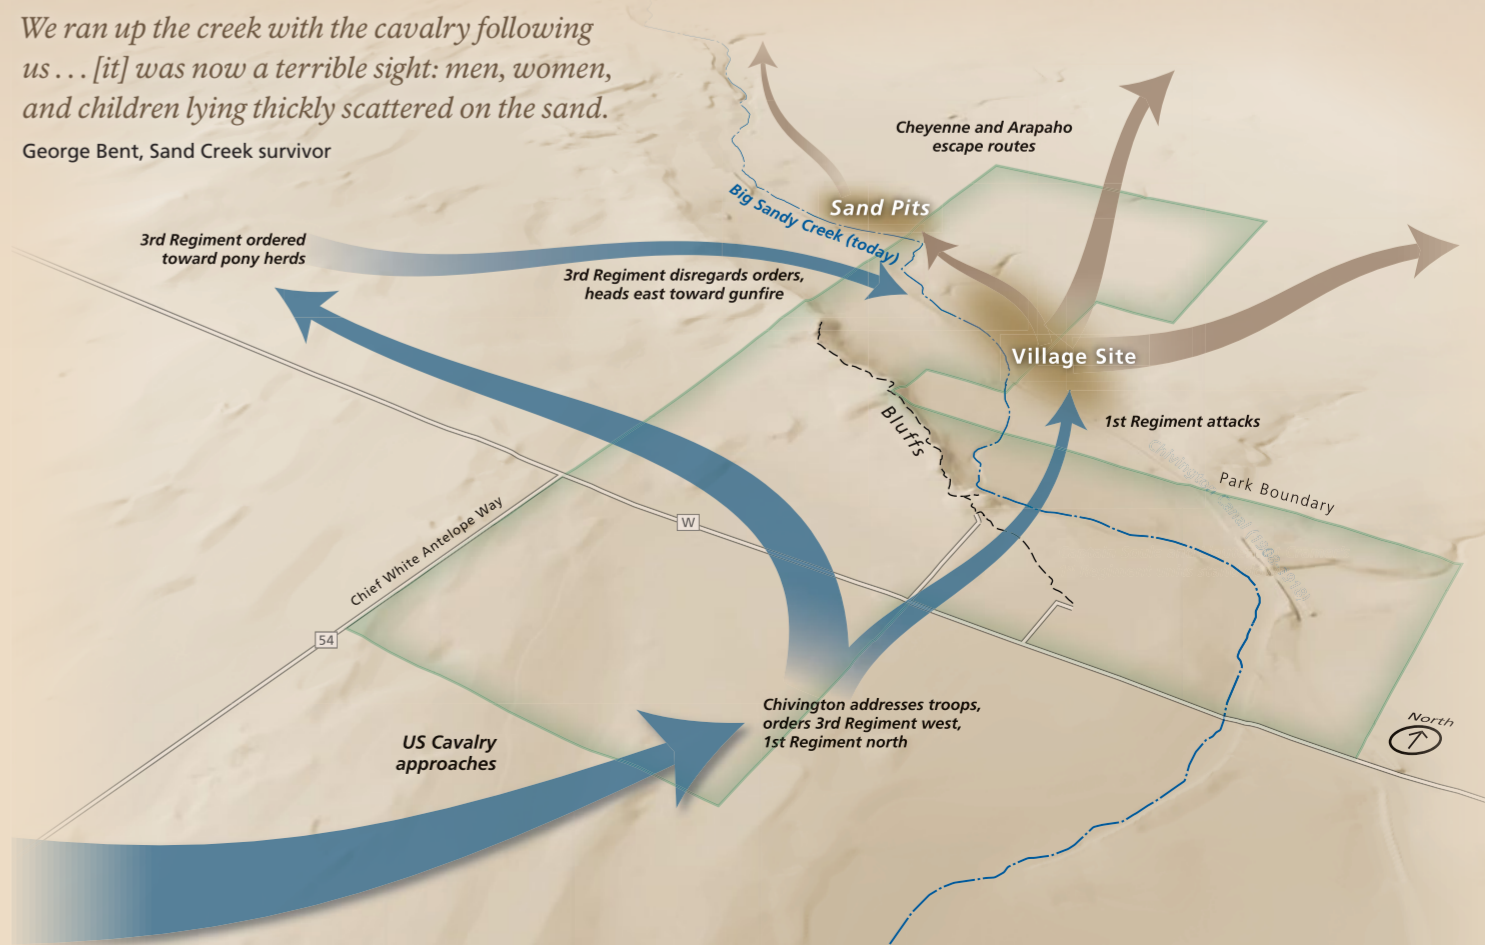 We ran up the creek with the cavalry following
us . . . [it] was now a terrible sight: men, women,
and children lying thickly scattered on the sand.
George Bent, Sand Creek survivor
Cheyenne and Arapaho
escape routes
Sand Pits
Big Sandy Creek (today)
3rd Regiment ordered
toward pony herds
3rd Regiment disregards orders,
heads east toward gunfire
Village Site
Bluffs
1st Regiment attacks
Park Boundary
W
Chief White Antelope Way
54
Chivington addresses troops,
orders 3rd Regiment west,
1st Regiment north
US Cavalry
approaches
North